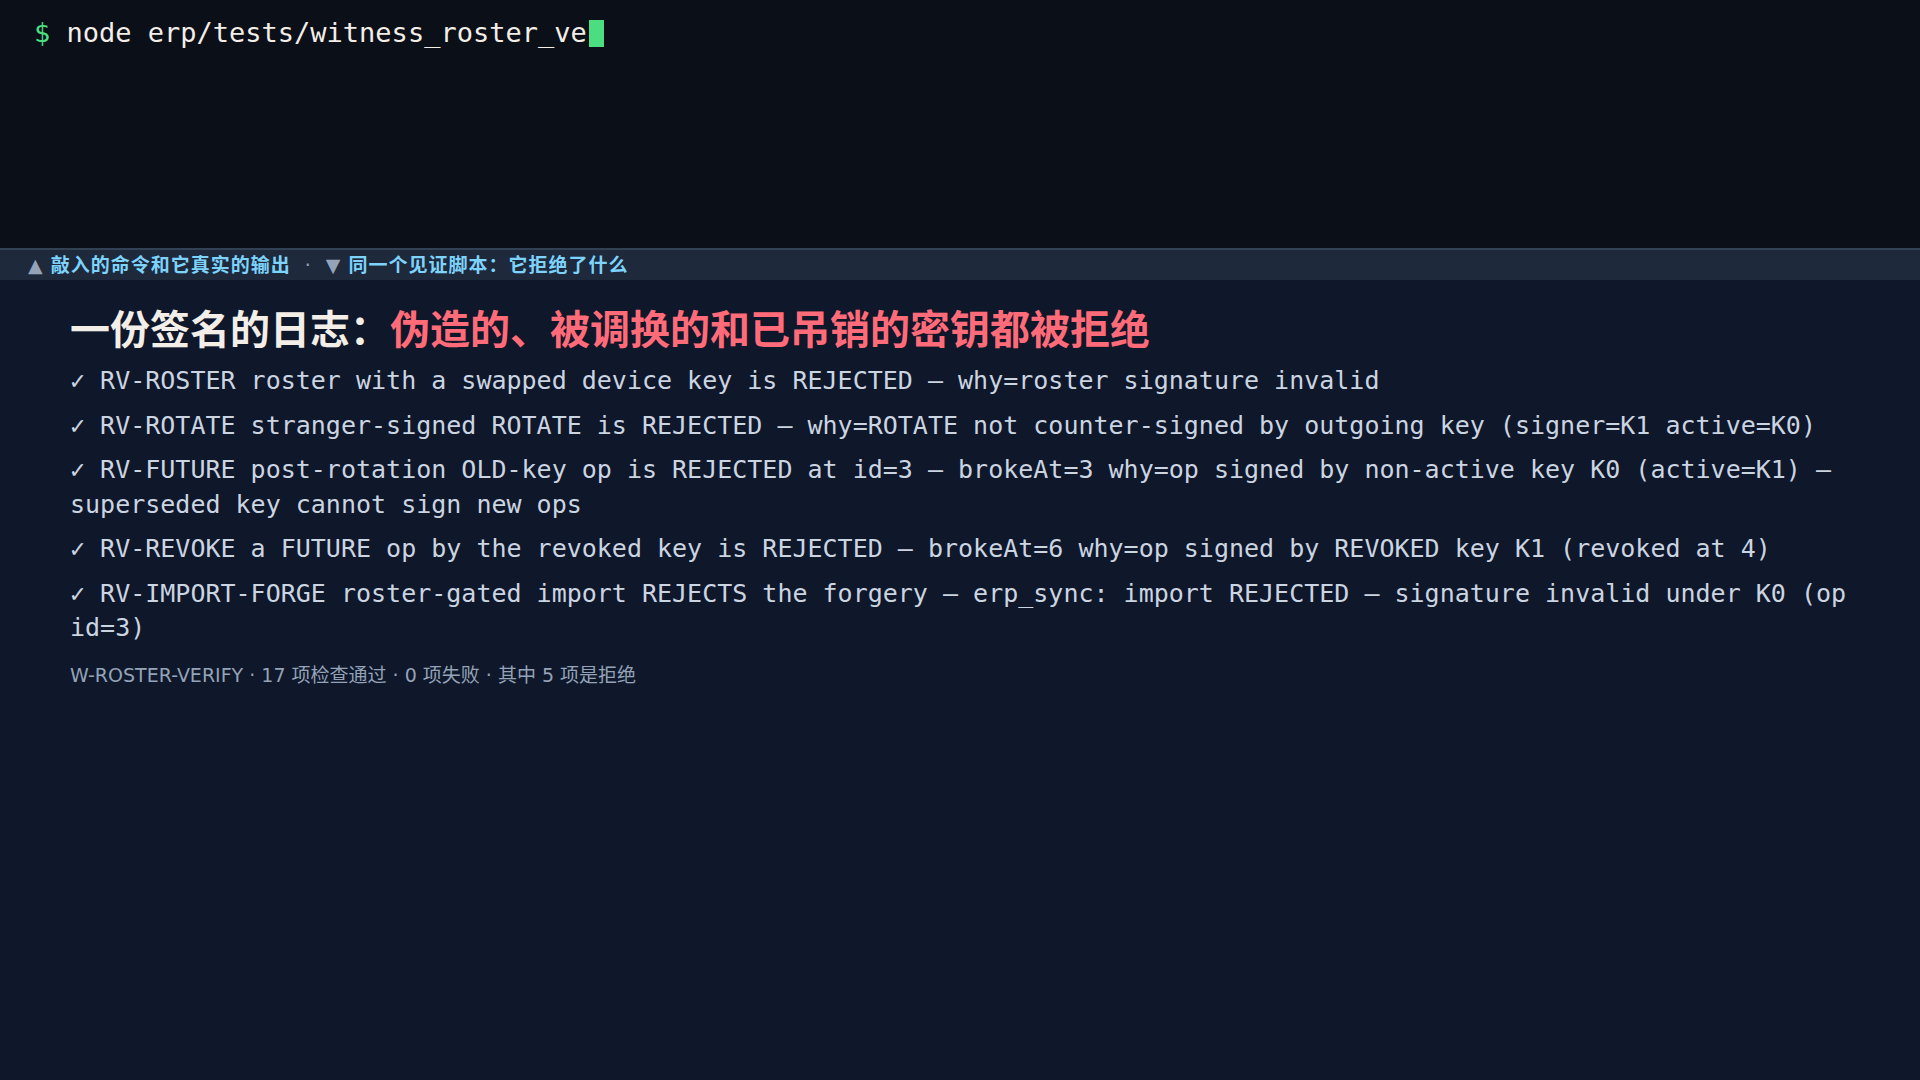 $ node erp/tests/witness_roster_ve
▲ 敲入的命令和它真实的输出 · ▼ 同一个见证脚本：它拒绝了什么
一份签名的日志：伪造的、被调换的和已吊销的密钥都被拒绝
✓ RV-ROSTER roster with a swapped device key is REJECTED — why=roster signature invalid
✓ RV-ROTATE stranger-signed ROTATE is REJECTED — why=ROTATE not counter-signed by outgoing key (signer=K1 active=K0)
✓ RV-FUTURE post-rotation OLD-key op is REJECTED at id=3 — brokeAt=3 why=op signed by non-active key K0 (active=K1) —
superseded key cannot sign new ops
✓ RV-REVOKE a FUTURE op by the revoked key is REJECTED — brokeAt=6 why=op signed by REVOKED key K1 (revoked at 4)
✓ RV-IMPORT-FORGE roster-gated import REJECTS the forgery — erp_sync: import REJECTED — signature invalid under K0 (op
id=3)
W-ROSTER-VERIFY · 17 项检查通过 · 0 项失败 · 其中 5 项是拒绝